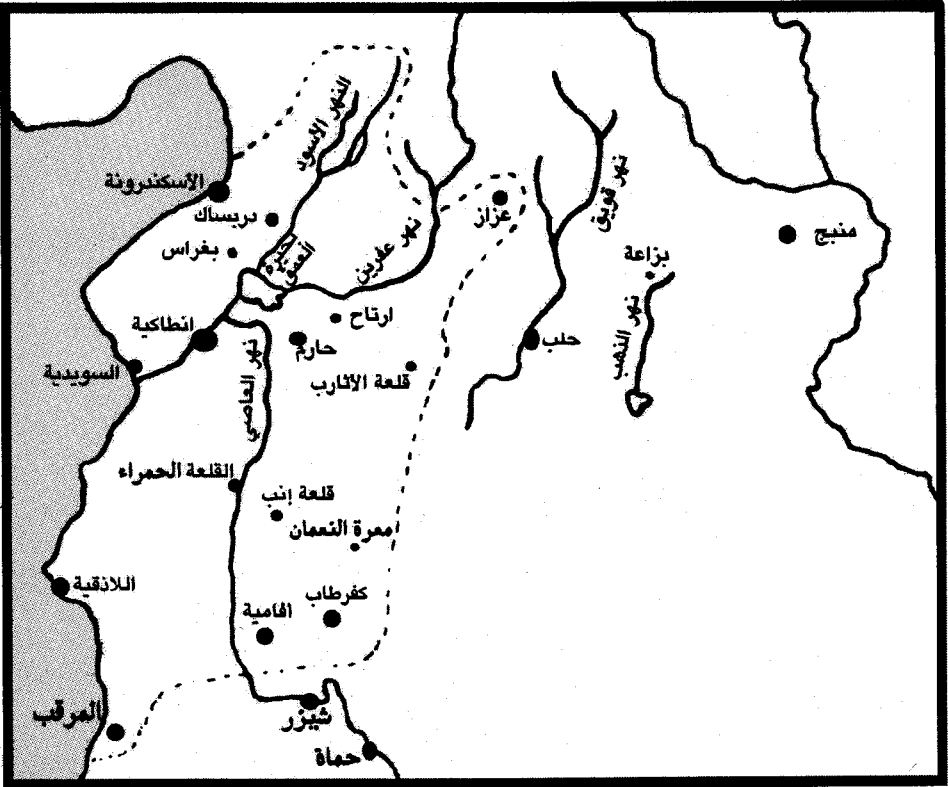 النهر الأسود
الأسكندرونة
دربساك
عزاز
نهر قويق
منبج
بغراس
بحيرة
العمق
نهر عفرين
بزاعة
ارتاح
انطاكية
نهر العاصي
حارم
حلب
نهر الذهب
السويدية
قلعة الأثارب
القلعة الحمراء
قلعة إنب
معرة النعمان
اللاذقية
كفرطاب
افامية
المرقب
شيزر
حماة